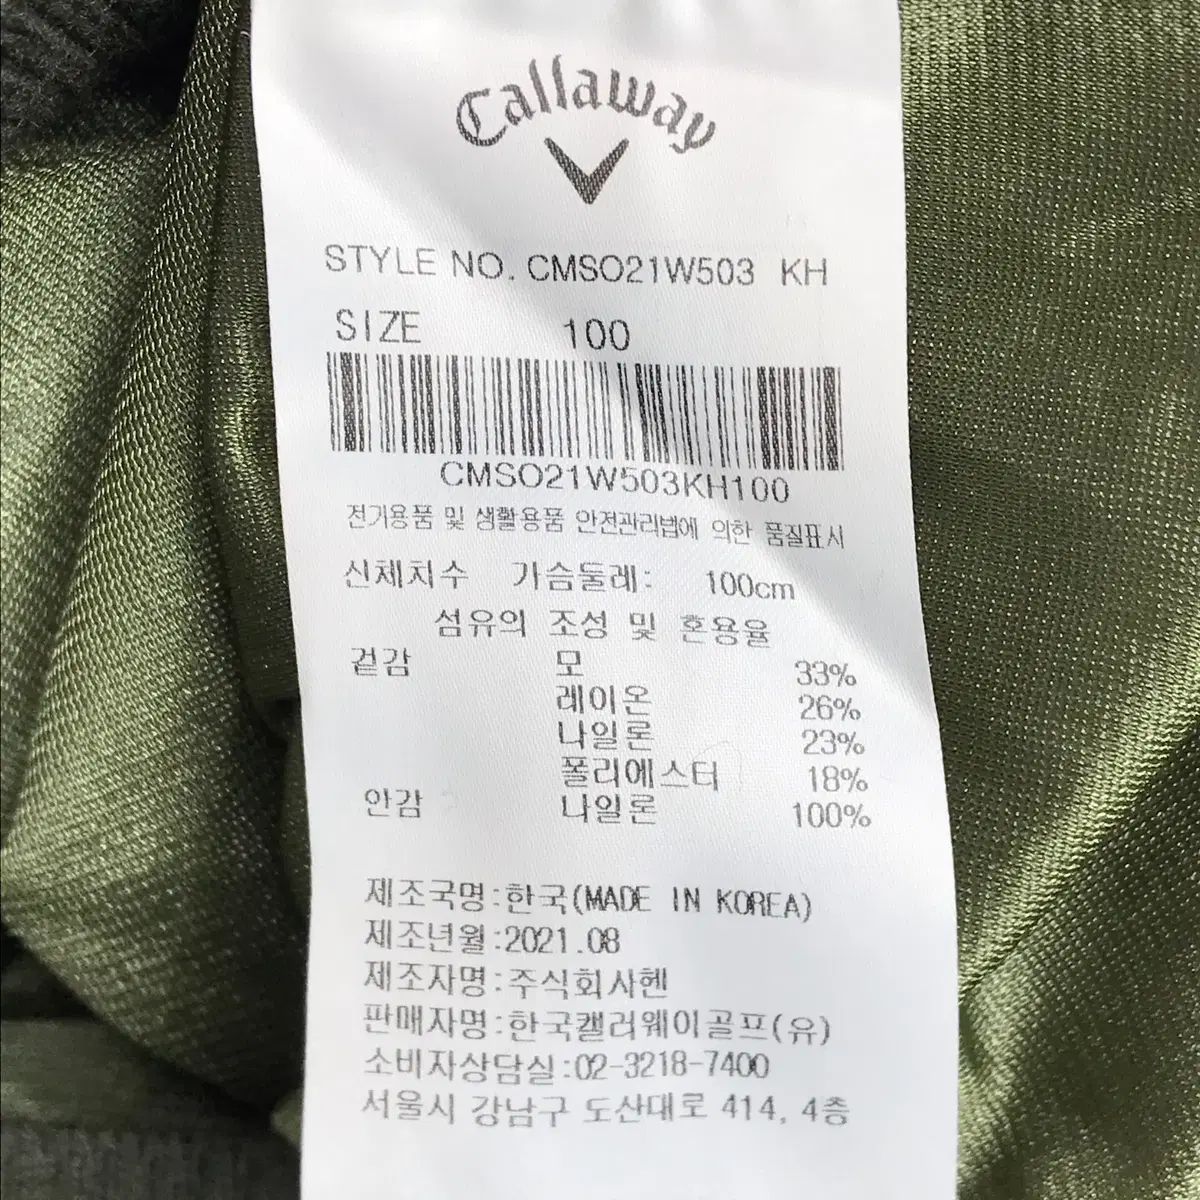 Callaway
STYLE NO. CMSO21W503 KH
SIZE 100
CMSO21W503KH100
전기용품 및 생활용품 안전관리법에 의한 품질표시
신체치수 가슴둘레: 100cm
섬유의 조성 및 혼용율
겉감 모 33%
레이온 26%
나일론 23%
폴리에스터 18%
안감 나일론 100%
제조국명:한국(MADE IN KOREA)
제조년월:2021.08
제조자명:주식회사헨
판매자명:한국캘러웨이골프(유)
소비자상담실:02-3218-7400
서울시 강남구 도산대로 414, 4층